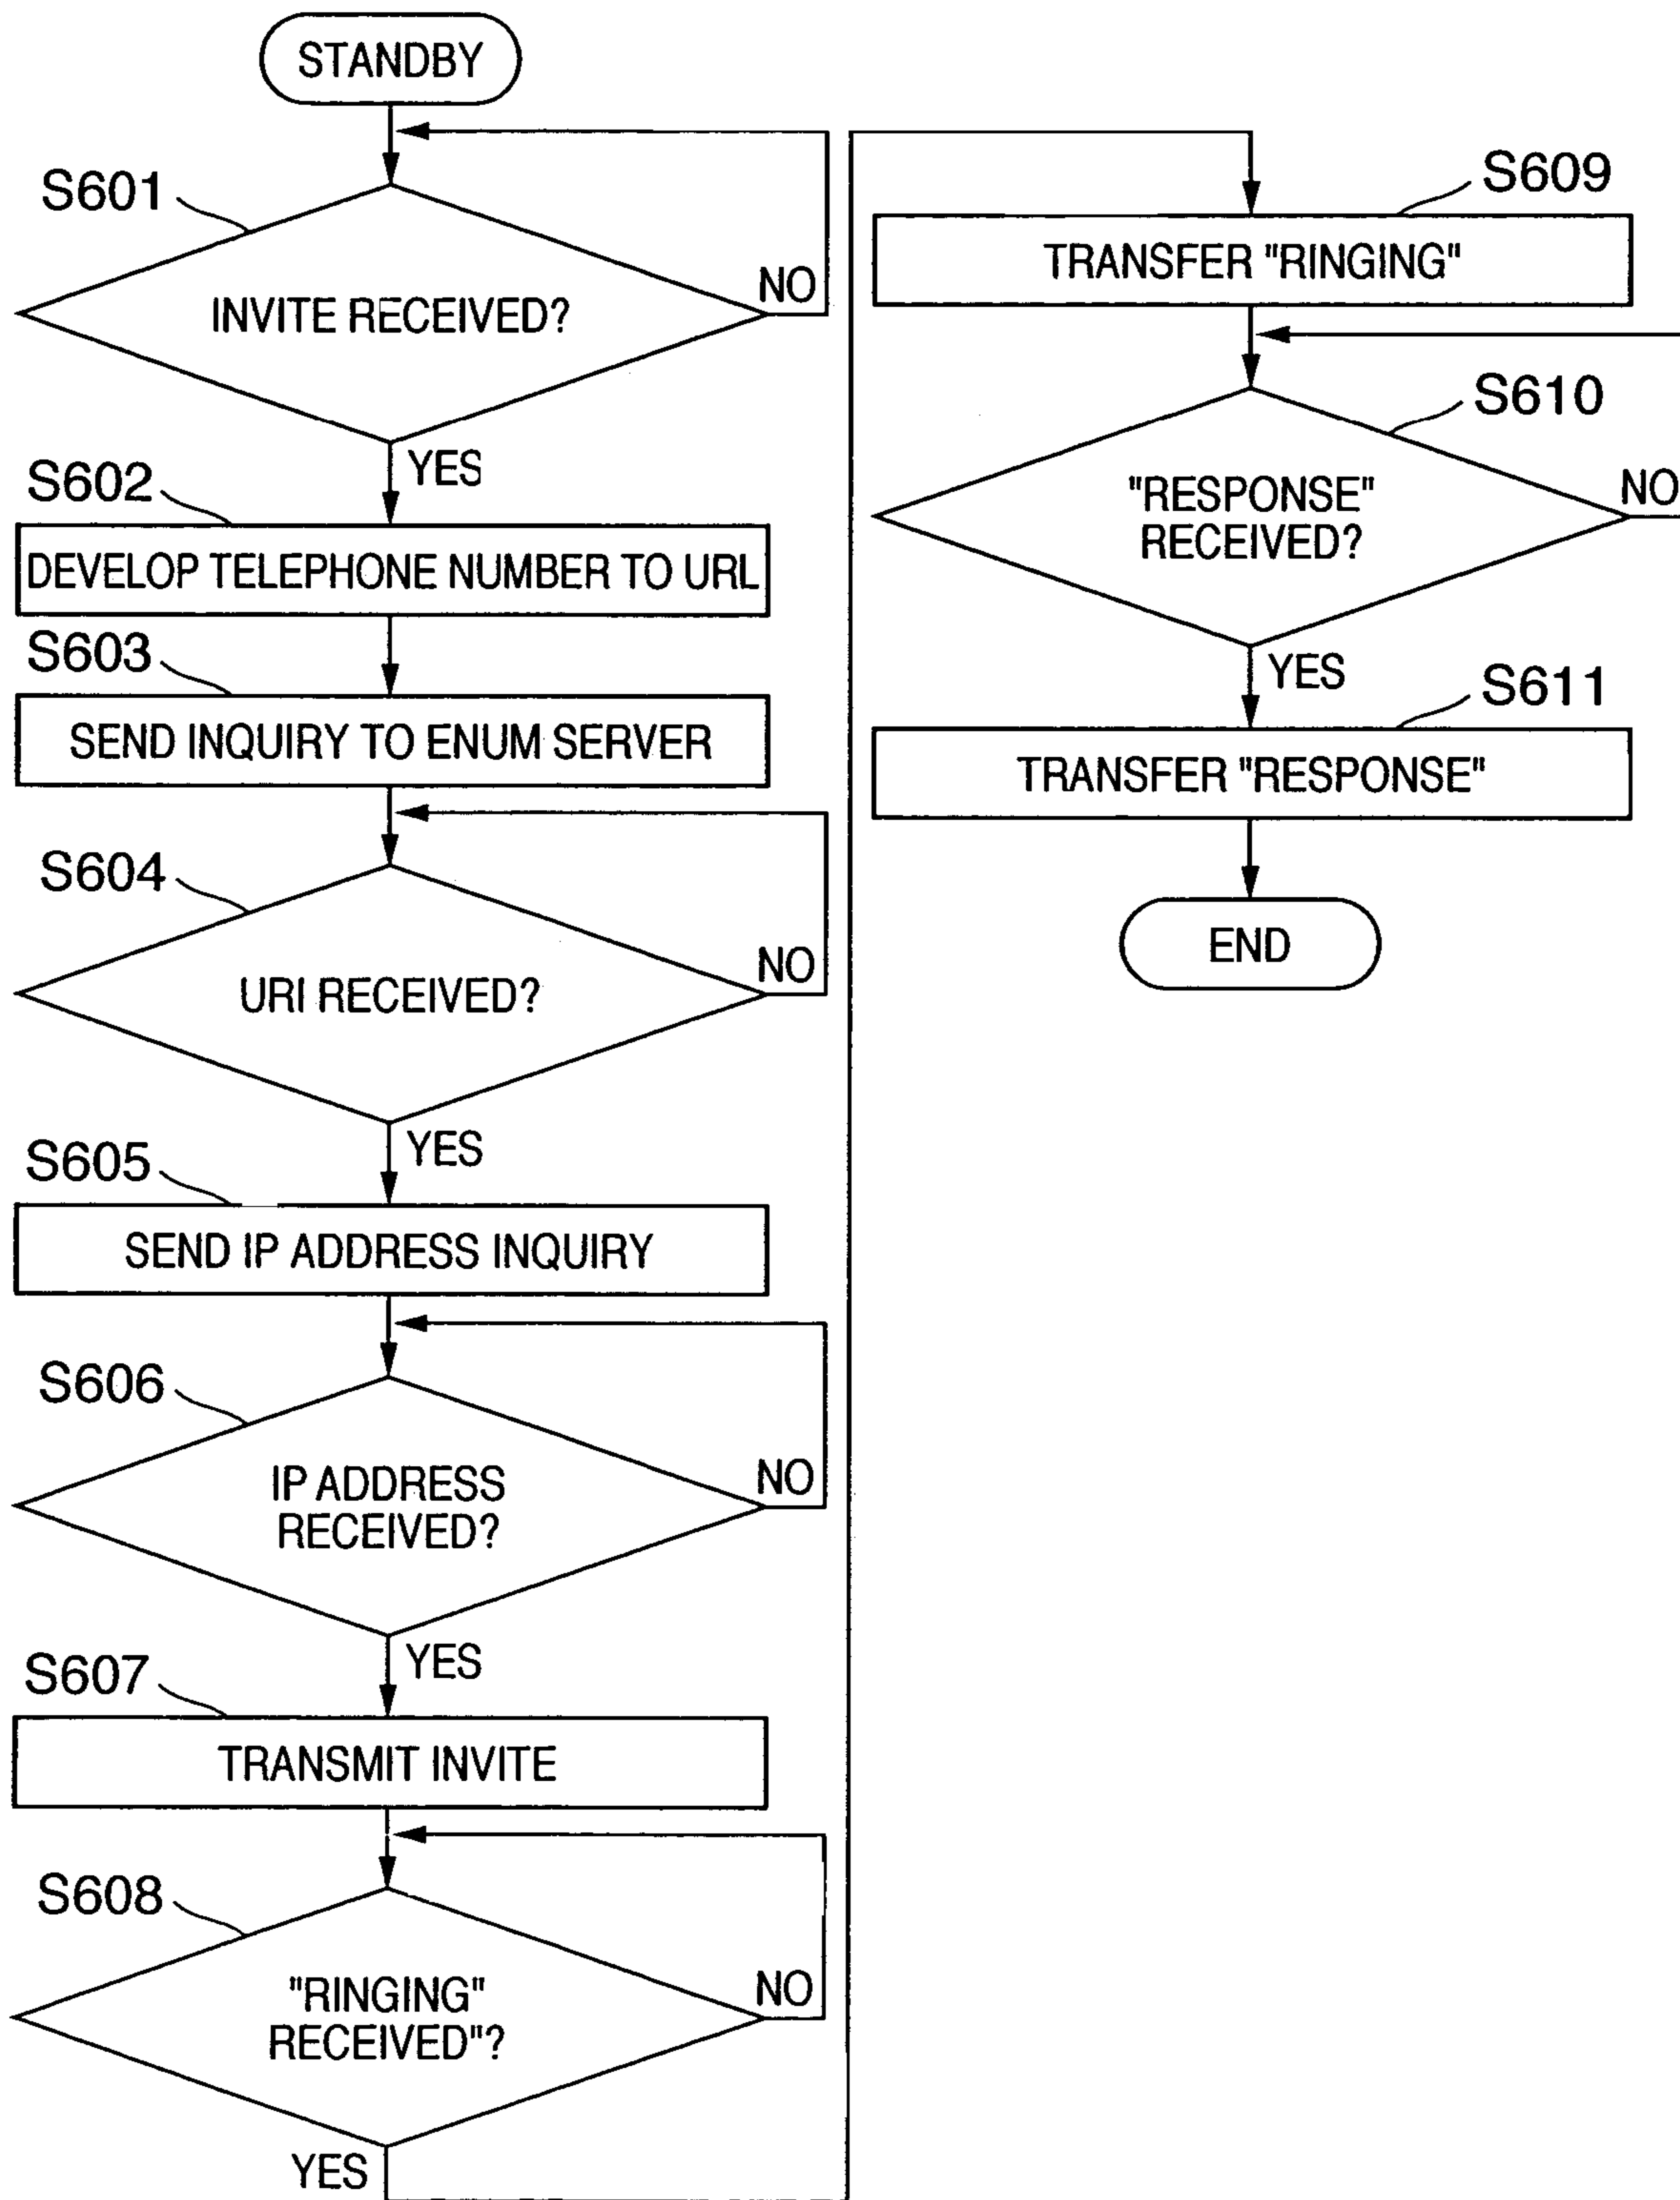 STANDBY
S601
INVITE RECEIVED?
NO
YES
S602
DEVELOP TELEPHONE NUMBER TO URL
S603
SEND INQUIRY TO ENUM SERVER
S604
URI RECEIVED?
NO
YES
S605
SEND IP ADDRESS INQUIRY
S606
IP ADDRESS
RECEIVED?
NO
YES
S607
TRANSMIT INVITE
S608
"RINGING"
RECEIVED"?
NO
YES
S609
TRANSFER "RINGING"
S610
"RESPONSE"
RECEIVED?
NO
YES
S611
TRANSFER "RESPONSE"
END